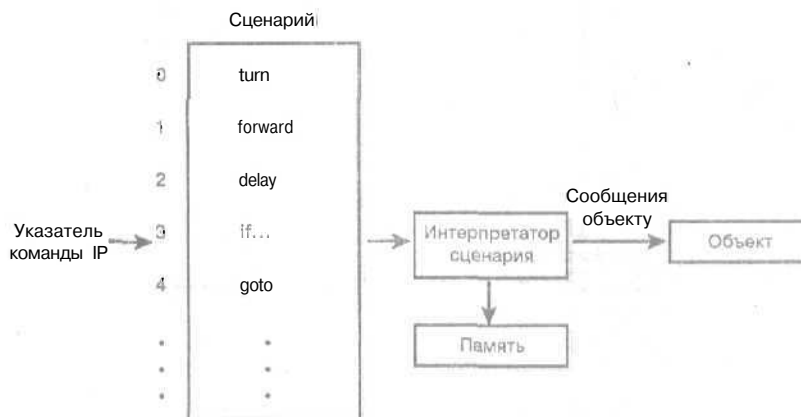 Сценарий
0 turn
1 forward
2 delay
Указатель
команды IP
3 if...
4 goto
Интерпретатор
сценария
Сообщения
объекту
Объект
Память